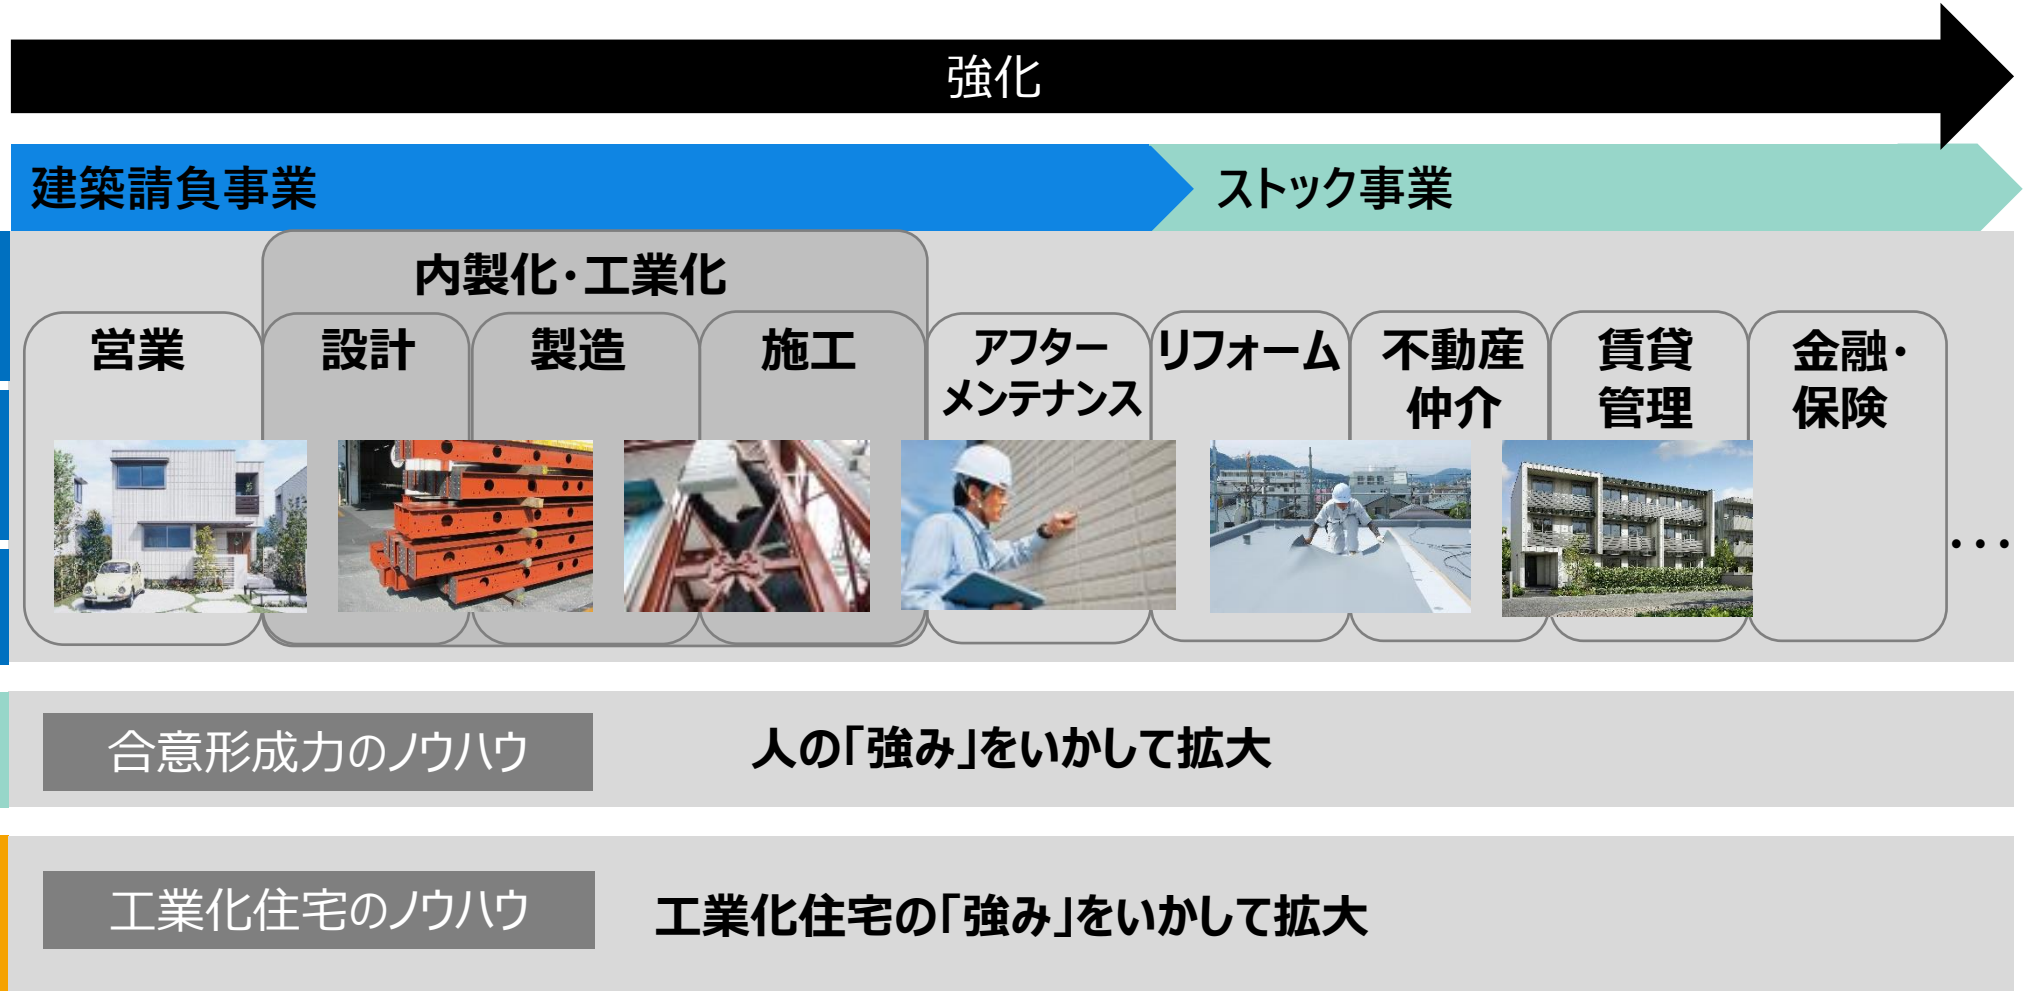 強化
建築請負事業
ストック事業
内製化･工業化
営業
設計
製造
施工
アフター
メンテナンス
リフォーム
不動産
仲介
賃貸
管理
金融･
保険
･･･
合意形成力のノウハウ
人の｢強み｣をいかして拡大
工業化住宅のノウハウ
工業化住宅の｢強み｣をいかして拡大